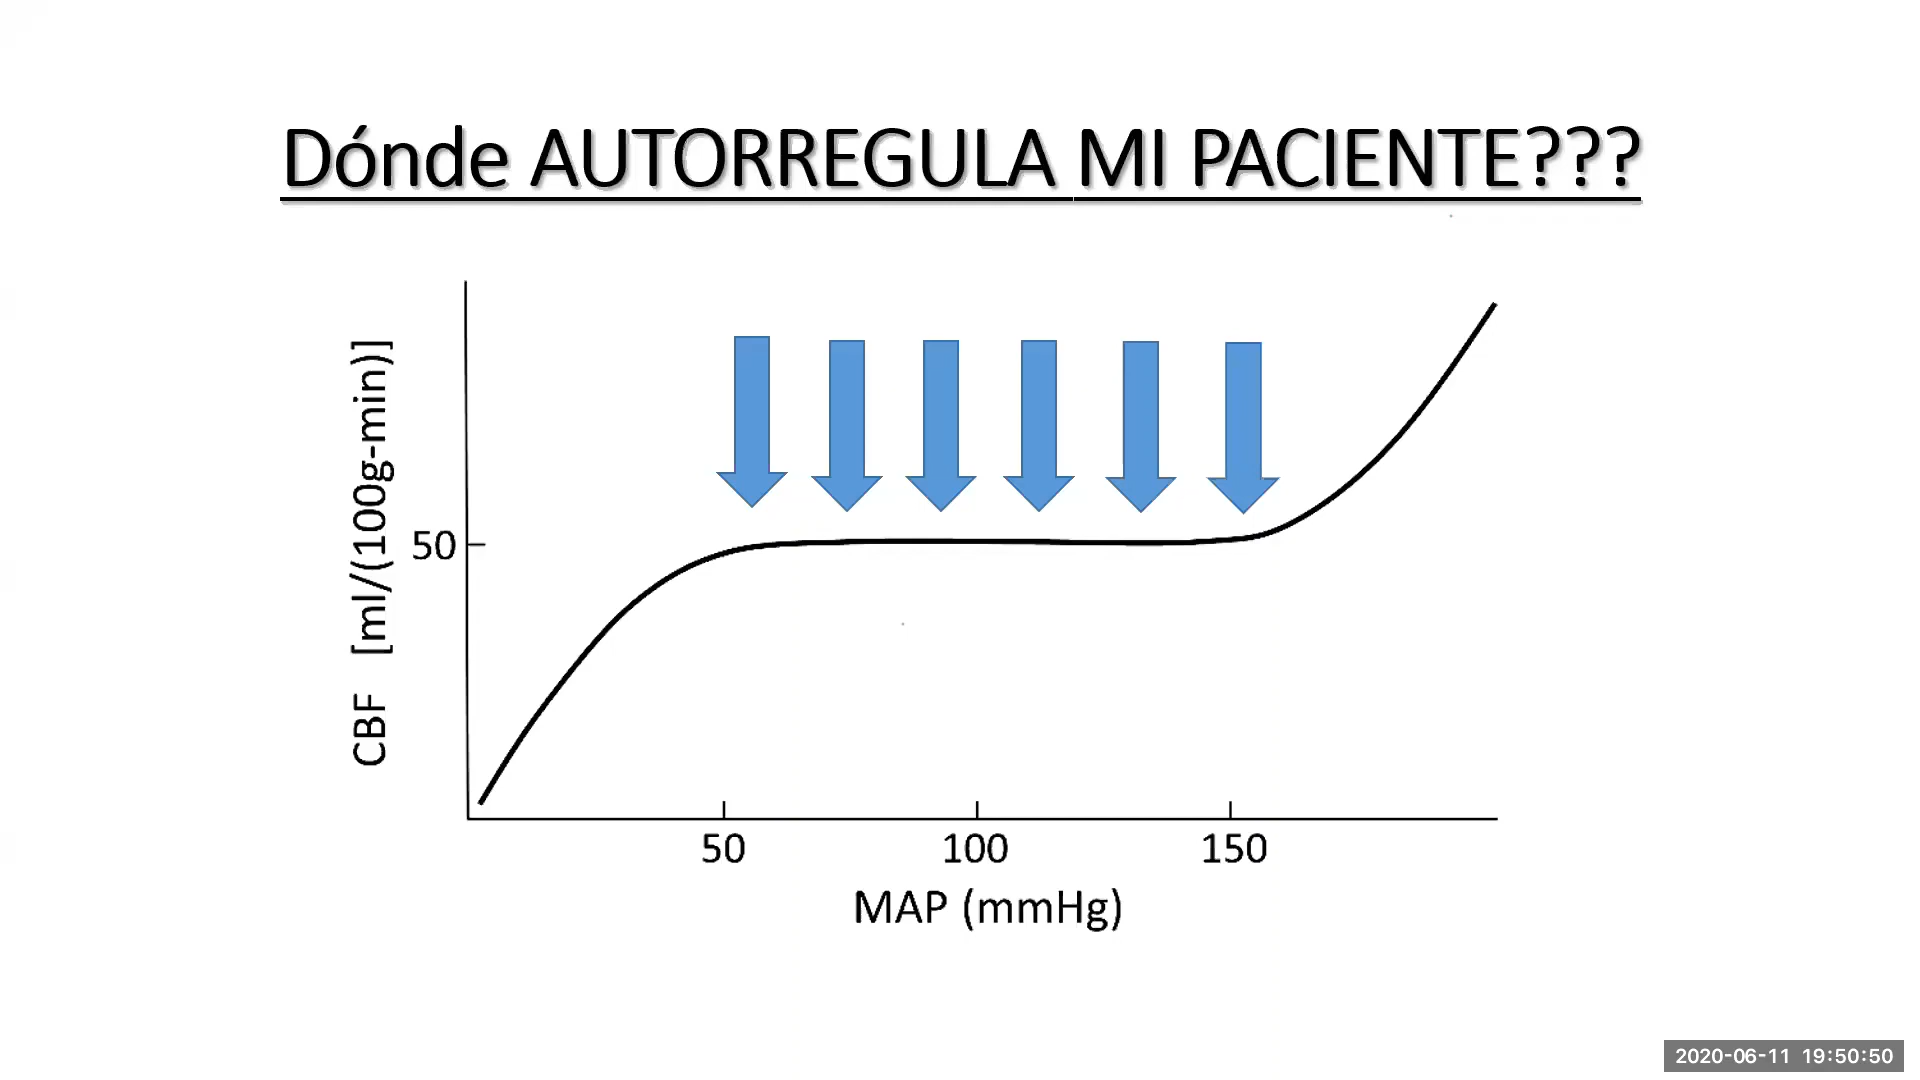 Dónde AUTORREGULA MI PACIENTE???
CBF [ml/(100g-min)]
50
50 100 150
MAP (mmHg)
2020-06-11 19:50:50